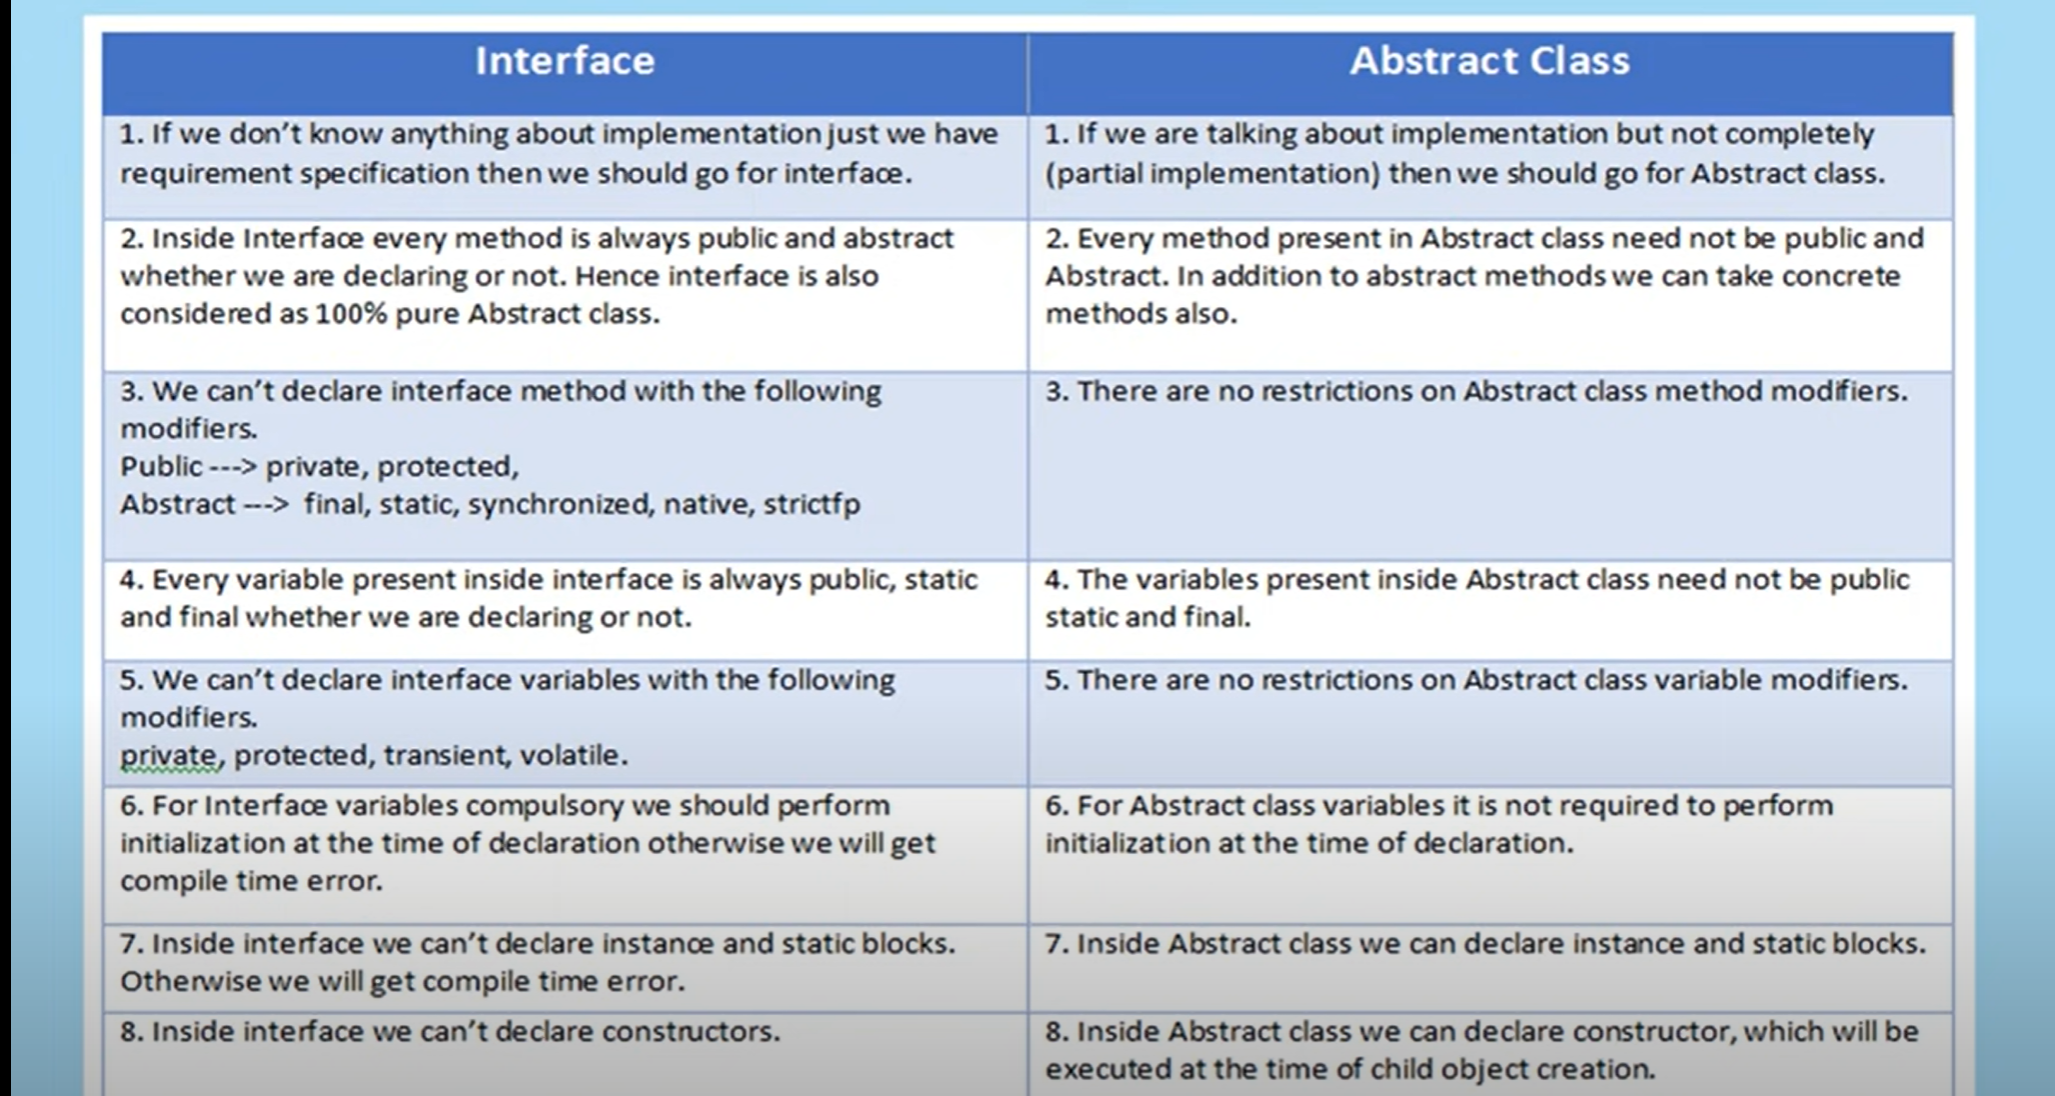 Interface
Abstract Class
1. If we don't know anything about implementation just we have
requirement specification then we should go for interface.
1. If we are talking about implementation but not completely
(partial implementation) then we should go for Abstract class.
2. Inside Interface every method is always public and abstract
whether we are declaring or not. Hence interface is also
considered as 100% pure Abstract class.
2. Every method present in Abstract class need not be public and
Abstract. In addition to abstract methods we can take concrete
methods also.
3. We can't declare interface method with the following
modifiers.
Public ---> private, protected,
Abstract ---> final, static, synchronized, native, strictfp
3. There are no restrictions on Abstract class method modifiers.
4. Every variable present inside interface is always public, static
and final whether we are declaring or not.
4. The variables present inside Abstract class need not be public
static and final.
5. We can't declare interface variables with the following
modifiers.
private, protected, transient, volatile.
5. There are no restrictions on Abstract class variable modifiers.
6. For Interface variables compulsory we should perform
initialization at the time of declaration otherwise we will get
compile time error.
6. For Abstract class variables it is not required to perform
initialization at the time of declaration.
7. Inside interface we can't declare instance and static blocks.
Otherwise we will get compile time error.
7. Inside Abstract class we can declare instance and static blocks.
8. Inside interface we can't declare constructors.
8. Inside Abstract class we can declare constructor, which will be
executed at the time of child object creation.